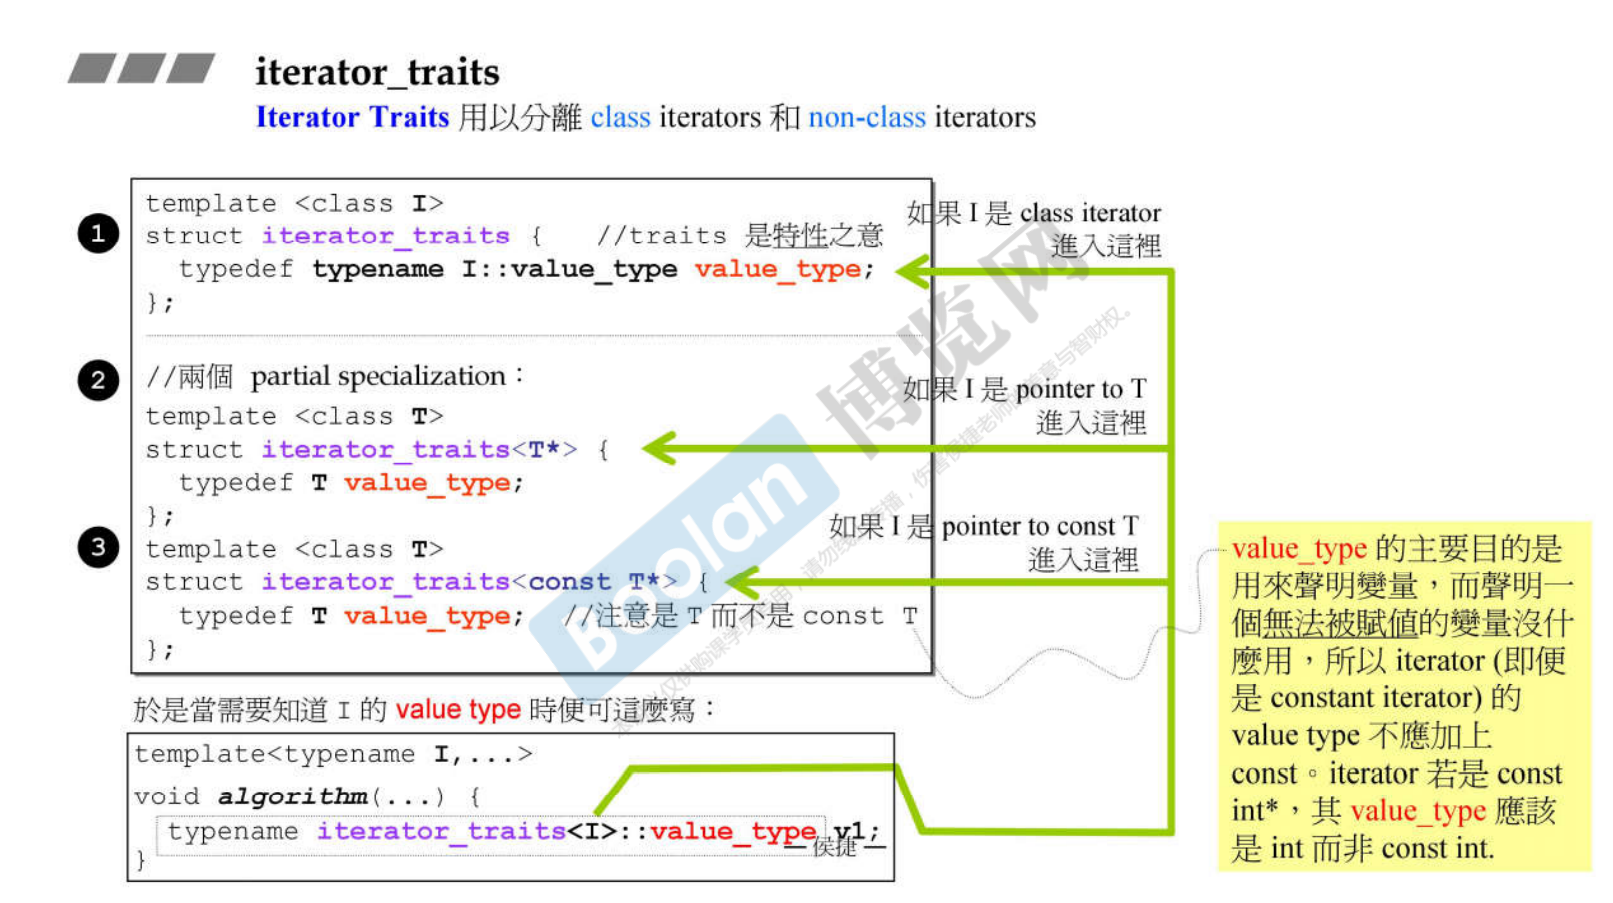 iterator_traits
Iterator Traits 用以分離 class iterators 和 non-class iterators
1
template <class I>
struct iterator_traits { //traits 是特性之意
typedef typename I::value_type value_type;
};
如果 I 是 class iterator
進入這裡
2
//兩個 partial specialization：
template <class T>
struct iterator_traits<T*> {
typedef T value_type;
};
如果 I 是 pointer to T
進入這裡
3
template <class T>
struct iterator_traits<const T*> {
typedef T value_type; //注意是 T 而不是 const T
};
如果 I 是 pointer to const T
進入這裡
value_type 的主要目的是
用來聲明變量，而聲明一
個無法被賦值的變量沒什
麼用，所以 iterator (即便
是 constant iterator) 的
value type 不應加上
const。iterator 若是 const
int*，其 value_type 應該
是 int 而非 const int.
於是當需要知道 I 的 value type 時便可這麼寫：
template<typename I,...>
void algorithm(...) {
typename iterator_traits<I>::value_type v1;
}
— 侯捷 —
Boolan
博览网